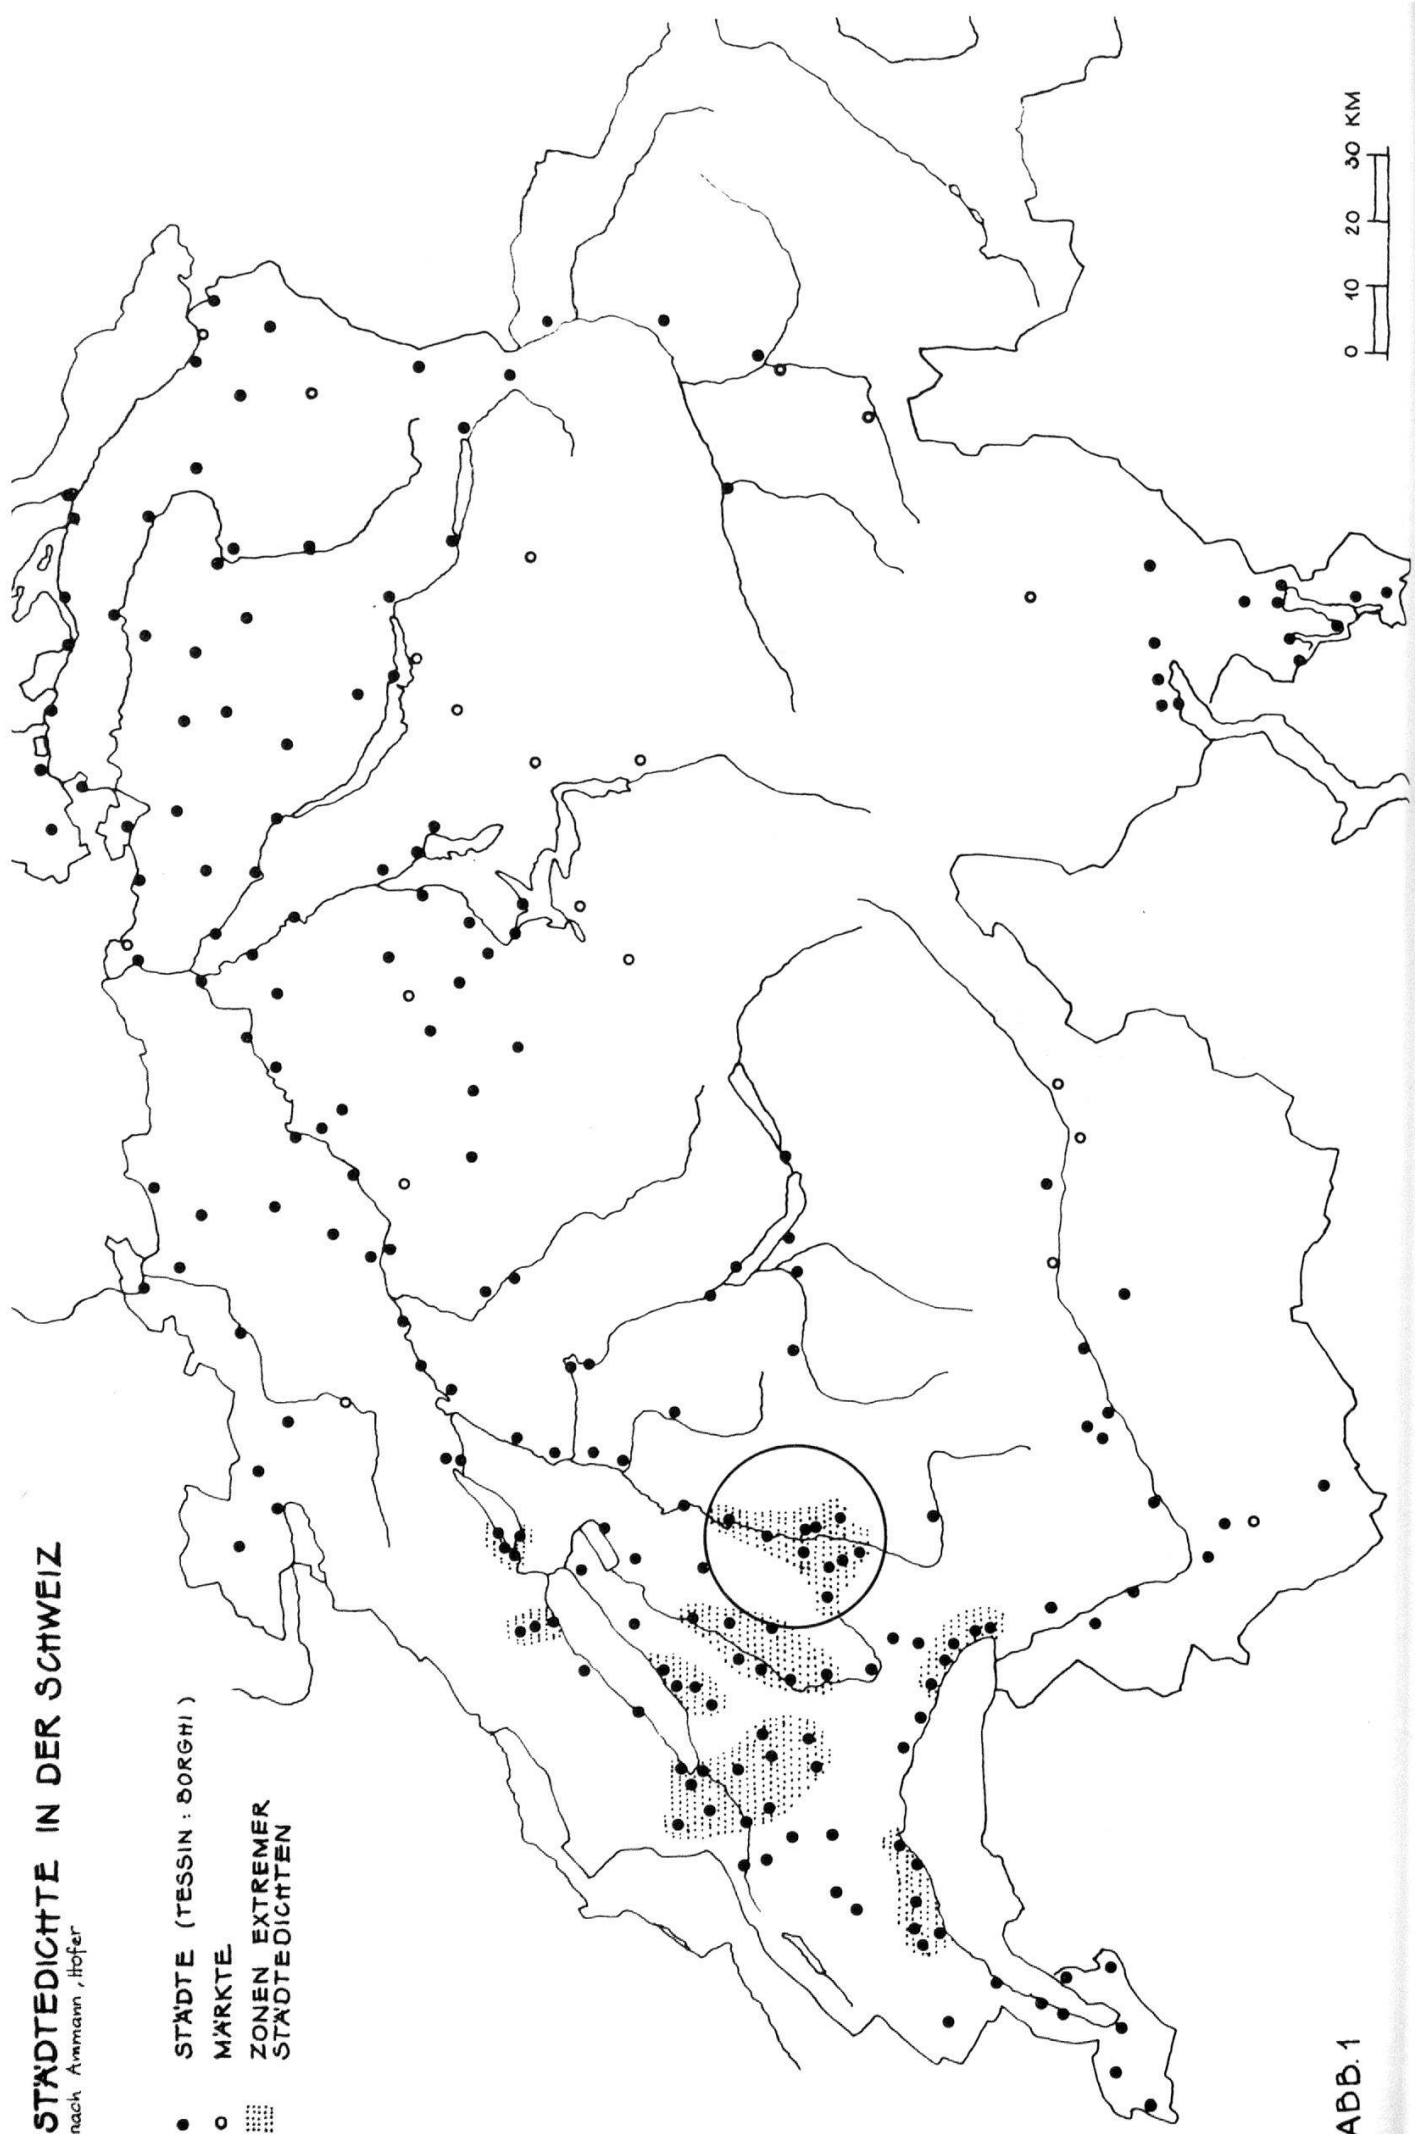 STÄDTEDICHTE IN DER SCHWEIZ
nach Ammann, Hofer
STÄDTE (TESSIN : BORGHI)
MÄRKTE
ZONEN EXTREMER
STÄDTEDICHTEN
0 10 20 30 KM
ABB. 1